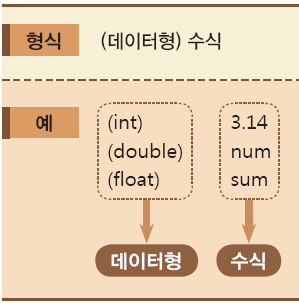 형식 (데이터형) 수식
예 (int) 3.14
(double) num
(float) sum
데이터형 수식